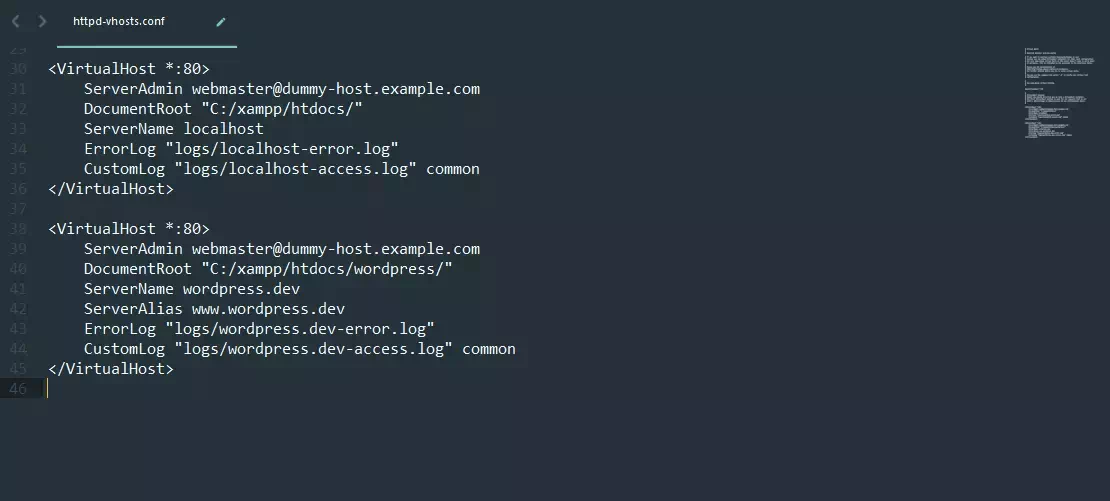 httpd-vhosts.conf
29
30 <VirtualHost *:80>
31     ServerAdmin webmaster@dummy-host.example.com
32     DocumentRoot "C:/xampp/htdocs/"
33     ServerName localhost
34     ErrorLog "logs/localhost-error.log"
35     CustomLog "logs/localhost-access.log" common
36 </VirtualHost>
37
38 <VirtualHost *:80>
39     ServerAdmin webmaster@dummy-host.example.com
40     DocumentRoot "C:/xampp/htdocs/wordpress/"
41     ServerName wordpress.dev
42     ServerAlias www.wordpress.dev
43     ErrorLog "logs/wordpress.dev-error.log"
44     CustomLog "logs/wordpress.dev-access.log" common
45 </VirtualHost>
46